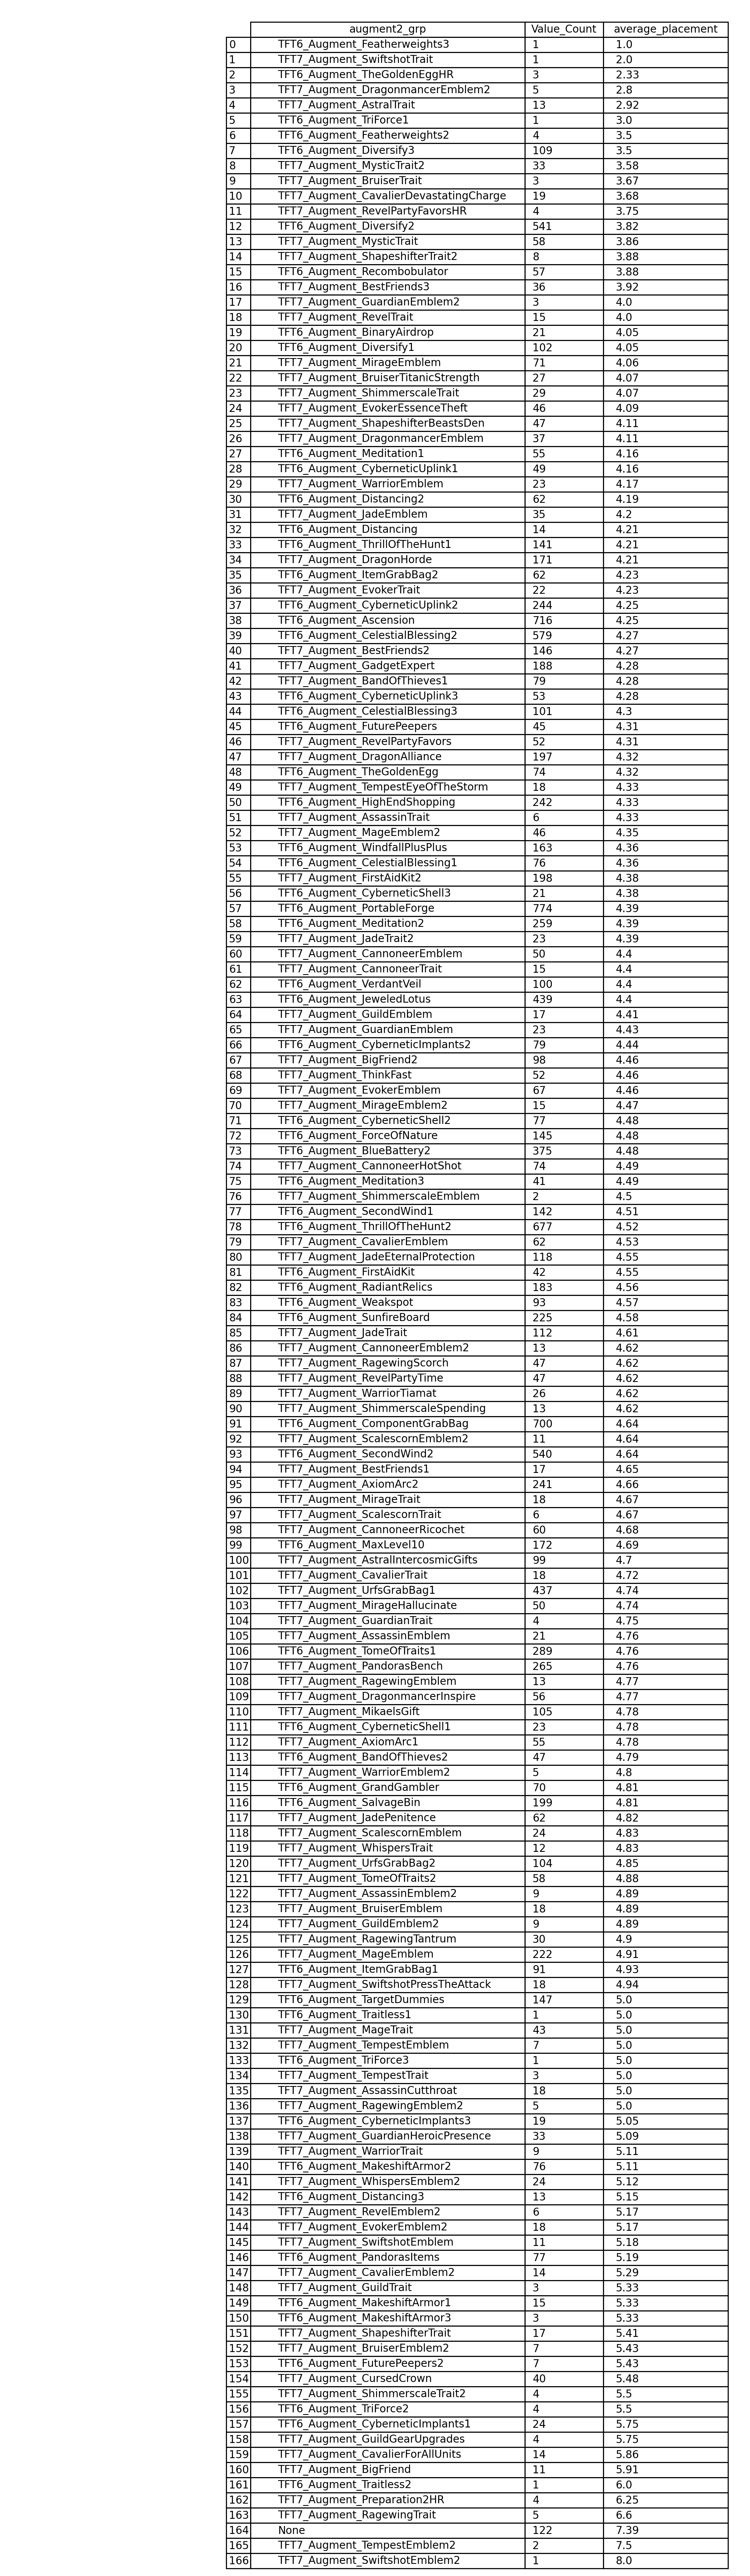 augment2_grp Value_Count average_placement
0 TFT6_Augment_Featherweights3 1 1.0
1 TFT7_Augment_SwiftshotTrait 1 2.0
2 TFT6_Augment_TheGoldenEggHR 3 2.33
3 TFT7_Augment_DragonmancerEmblem2 5 2.8
4 TFT7_Augment_AstralTrait 13 2.92
5 TFT6_Augment_TriForce1 1 3.0
6 TFT6_Augment_Featherweights2 4 3.5
7 TFT6_Augment_Diversify3 109 3.5
8 TFT7_Augment_MysticTrait2 33 3.58
9 TFT7_Augment_BruiserTrait 3 3.67
10 TFT7_Augment_CavalierDevastatingCharge 19 3.68
11 TFT7_Augment_RevelPartyFavorsHR 4 3.75
12 TFT6_Augment_Diversify2 541 3.82
13 TFT7_Augment_MysticTrait 58 3.86
14 TFT7_Augment_ShapeshifterTrait2 8 3.88
15 TFT6_Augment_Recombobulator 57 3.88
16 TFT7_Augment_BestFriends3 36 3.92
17 TFT7_Augment_GuardianEmblem2 3 4.0
18 TFT7_Augment_RevelTrait 15 4.0
19 TFT6_Augment_BinaryAirdrop 21 4.05
20 TFT6_Augment_Diversify1 102 4.05
21 TFT7_Augment_MirageEmblem 71 4.06
22 TFT7_Augment_BruiserTitanicStrength 27 4.07
23 TFT7_Augment_ShimmerscaleTrait 29 4.07
24 TFT7_Augment_EvokerEssenceTheft 46 4.09
25 TFT7_Augment_ShapeshifterBeastsDen 47 4.11
26 TFT7_Augment_DragonmancerEmblem 37 4.11
27 TFT6_Augment_Meditation1 55 4.16
28 TFT6_Augment_CyberneticUplink1 49 4.16
29 TFT7_Augment_WarriorEmblem 23 4.17
30 TFT6_Augment_Distancing2 62 4.19
31 TFT7_Augment_JadeEmblem 35 4.2
32 TFT6_Augment_Distancing 14 4.21
33 TFT6_Augment_ThrillOfTheHunt1 141 4.21
34 TFT7_Augment_DragonHorde 171 4.21
35 TFT6_Augment_ItemGrabBag2 62 4.23
36 TFT7_Augment_EvokerTrait 22 4.23
37 TFT6_Augment_CyberneticUplink2 244 4.25
38 TFT6_Augment_Ascension 716 4.25
39 TFT6_Augment_CelestialBlessing2 579 4.27
40 TFT7_Augment_BestFriends2 146 4.27
41 TFT7_Augment_GadgetExpert 188 4.28
42 TFT7_Augment_BandOfThieves1 79 4.28
43 TFT6_Augment_CyberneticUplink3 53 4.28
44 TFT6_Augment_CelestialBlessing3 101 4.3
45 TFT7_Augment_FuturePeepers 45 4.31
46 TFT7_Augment_RevelPartyFavors 52 4.31
47 TFT7_Augment_DragonAlliance 197 4.32
48 TFT6_Augment_TheGoldenEgg 74 4.32
49 TFT7_Augment_TempestEyeOfTheStorm 18 4.33
50 TFT6_Augment_HighEndShopping 242 4.33
51 TFT7_Augment_AssassinTrait 6 4.33
52 TFT7_Augment_MageEmblem2 46 4.35
53 TFT6_Augment_WindfallPlusPlus 163 4.36
54 TFT6_Augment_CelestialBlessing1 76 4.36
55 TFT7_Augment_FirstAidKit2 198 4.38
56 TFT6_Augment_CyberneticShell3 21 4.38
57 TFT6_Augment_PortableForge 774 4.39
58 TFT6_Augment_Meditation2 259 4.39
59 TFT7_Augment_JadeTrait2 23 4.39
60 TFT7_Augment_CannoneerEmblem 50 4.4
61 TFT7_Augment_CannoneerTrait 15 4.4
62 TFT6_Augment_VerdantVeil 100 4.4
63 TFT6_Augment_JeweledLotus 439 4.4
64 TFT7_Augment_GuildEmblem 17 4.41
65 TFT7_Augment_GuardianEmblem 23 4.43
66 TFT6_Augment_CyberneticImplants2 79 4.44
67 TFT7_Augment_BigFriend2 98 4.46
68 TFT7_Augment_ThinkFast 52 4.46
69 TFT7_Augment_EvokerEmblem 67 4.46
70 TFT7_Augment_MirageEmblem2 15 4.47
71 TFT6_Augment_CyberneticShell2 77 4.48
72 TFT6_Augment_ForceOfNature 145 4.48
73 TFT6_Augment_BlueBattery2 375 4.48
74 TFT7_Augment_CannoneerHotShot 74 4.49
75 TFT6_Augment_Meditation3 41 4.49
76 TFT7_Augment_ShimmerscaleEmblem 2 4.5
77 TFT6_Augment_SecondWind1 142 4.51
78 TFT6_Augment_ThrillOfTheHunt2 677 4.52
79 TFT7_Augment_CavalierEmblem 62 4.53
80 TFT7_Augment_JadeEternalProtection 118 4.55
81 TFT6_Augment_FirstAidKit 42 4.55
82 TFT6_Augment_RadiantRelics 183 4.56
83 TFT6_Augment_Weakspot 93 4.57
84 TFT6_Augment_SunfireBoard 225 4.58
85 TFT7_Augment_JadeTrait 112 4.61
86 TFT7_Augment_CannoneerEmblem2 13 4.62
87 TFT7_Augment_RagewingScorch 47 4.62
88 TFT7_Augment_RevelPartyTime 47 4.62
89 TFT7_Augment_WarriorTiamat 26 4.62
90 TFT7_Augment_ShimmerscaleSpending 13 4.62
91 TFT6_Augment_ComponentGrabBag 700 4.64
92 TFT7_Augment_ScalescornEmblem2 11 4.64
93 TFT6_Augment_SecondWind2 540 4.64
94 TFT7_Augment_BestFriends1 17 4.65
95 TFT7_Augment_AxiomArc2 241 4.66
96 TFT7_Augment_MirageTrait 18 4.67
97 TFT7_Augment_ScalescornTrait 6 4.67
98 TFT7_Augment_CannoneerRicochet 60 4.68
99 TFT6_Augment_MaxLevel10 172 4.69
100 TFT7_Augment_AstralIntercosmicGifts 99 4.7
101 TFT7_Augment_CavalierTrait 18 4.72
102 TFT7_Augment_UrfsGrabBag1 437 4.74
103 TFT7_Augment_MirageHallucinate 50 4.74
104 TFT7_Augment_GuardianTrait 4 4.75
105 TFT7_Augment_AssassinEmblem 21 4.76
106 TFT6_Augment_TomeOfTraits1 289 4.76
107 TFT7_Augment_PandorasBench 265 4.76
108 TFT7_Augment_RagewingEmblem 13 4.77
109 TFT7_Augment_DragonmancerInspire 56 4.77
110 TFT7_Augment_MikaelsGift 105 4.78
111 TFT6_Augment_CyberneticShell1 23 4.78
112 TFT7_Augment_AxiomArc1 55 4.78
113 TFT6_Augment_BandOfThieves2 47 4.79
114 TFT7_Augment_WarriorEmblem2 5 4.8
115 TFT6_Augment_GrandGambler 70 4.81
116 TFT6_Augment_SalvageBin 199 4.81
117 TFT7_Augment_JadePenitence 62 4.82
118 TFT7_Augment_ScalescornEmblem 24 4.83
119 TFT7_Augment_WhispersTrait 12 4.83
120 TFT7_Augment_UrfsGrabBag2 104 4.85
121 TFT7_Augment_TomeOfTraits2 58 4.88
122 TFT7_Augment_AssassinEmblem2 9 4.89
123 TFT7_Augment_BruiserEmblem 18 4.89
124 TFT7_Augment_GuildEmblem2 9 4.89
125 TFT7_Augment_RagewingTantrum 30 4.9
126 TFT7_Augment_MageEmblem 222 4.91
127 TFT6_Augment_ItemGrabBag1 91 4.93
128 TFT7_Augment_SwiftshotPressTheAttack 18 4.94
129 TFT6_Augment_TargetDummies 147 5.0
130 TFT6_Augment_Traitless1 1 5.0
131 TFT7_Augment_MageTrait 43 5.0
132 TFT7_Augment_TempestEmblem 7 5.0
133 TFT6_Augment_TriForce3 1 5.0
134 TFT7_Augment_TempestTrait 3 5.0
135 TFT7_Augment_AssassinCutthroat 18 5.0
136 TFT7_Augment_RagewingEmblem2 5 5.0
137 TFT6_Augment_CyberneticImplants3 19 5.05
138 TFT7_Augment_GuardianHeroicPresence 33 5.09
139 TFT7_Augment_WarriorTrait 9 5.11
140 TFT6_Augment_MakeshiftArmor2 76 5.11
141 TFT7_Augment_WhispersEmblem2 24 5.12
142 TFT6_Augment_Distancing3 13 5.15
143 TFT7_Augment_RevelEmblem2 6 5.17
144 TFT7_Augment_EvokerEmblem2 18 5.17
145 TFT7_Augment_SwiftshotEmblem 11 5.18
146 TFT6_Augment_PandorasItems 77 5.19
147 TFT7_Augment_CavalierEmblem2 14 5.29
148 TFT7_Augment_GuildTrait 3 5.33
149 TFT6_Augment_MakeshiftArmor1 15 5.33
150 TFT6_Augment_MakeshiftArmor3 3 5.33
151 TFT7_Augment_ShapeshifterTrait 17 5.41
152 TFT7_Augment_BruiserEmblem2 7 5.43
153 TFT6_Augment_FuturePeepers2 7 5.43
154 TFT7_Augment_CursedCrown 40 5.48
155 TFT7_Augment_ShimmerscaleTrait2 4 5.5
156 TFT6_Augment_TriForce2 4 5.5
157 TFT6_Augment_CyberneticImplants1 24 5.75
158 TFT7_Augment_GuildGearUpgrades 4 5.75
159 TFT7_Augment_CavalierForAllUnits 14 5.86
160 TFT7_Augment_BigFriend 11 5.91
161 TFT6_Augment_Traitless2 1 6.0
162 TFT7_Augment_Preparation2HR 4 6.25
163 TFT7_Augment_RagewingTrait 5 6.6
164 None 122 7.39
165 TFT7_Augment_TempestEmblem2 2 7.5
166 TFT7_Augment_SwiftshotEmblem2 1 8.0